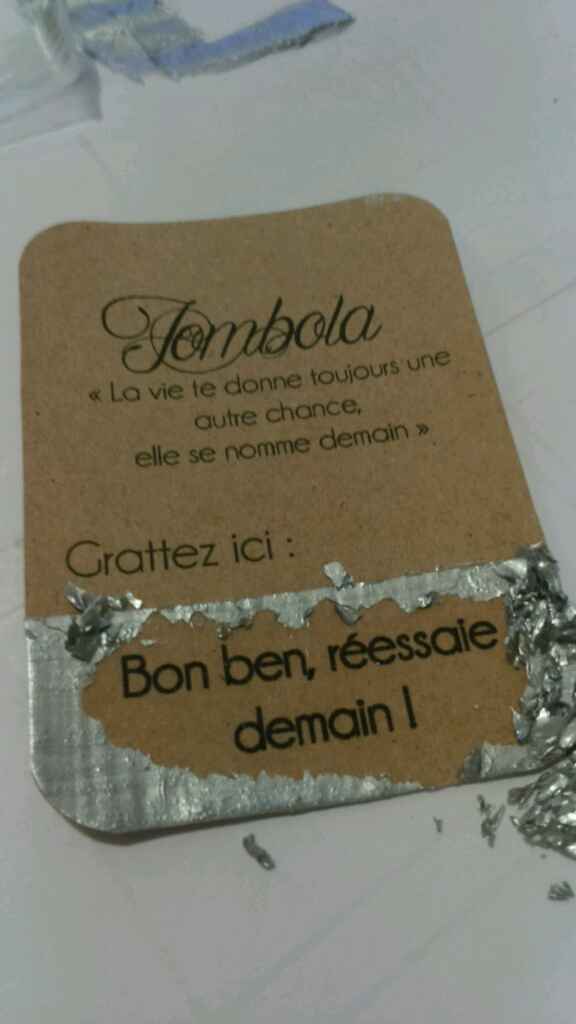 Tombola
« La vie te donne toujours une
autre chance,
elle se nomme demain »
Grattez ici :
Bon ben, réessaie
demain !